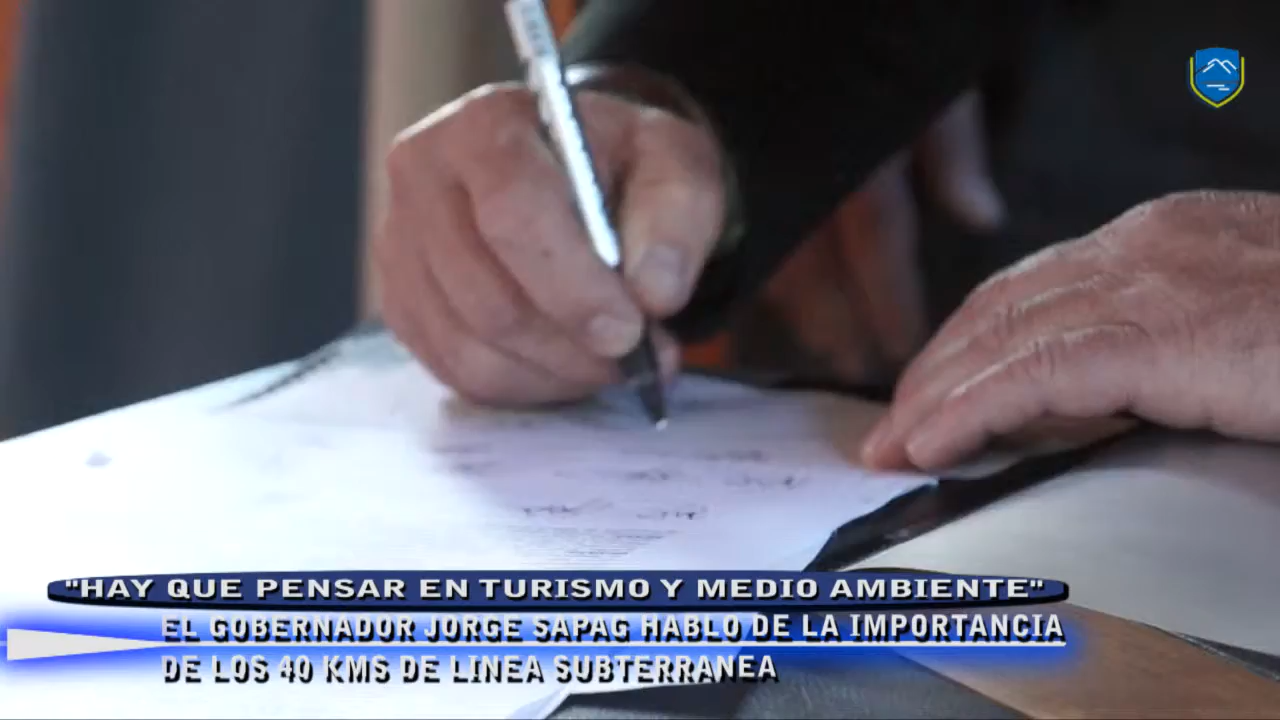 "HAY QUE PENSAR EN TURISMO Y MEDIO AMBIENTE"
EL GOBERNADOR JORGE SAPAG HABLO DE LA IMPORTANCIA
DE LOS 40 KMS DE LINEA SUBTERRANEA